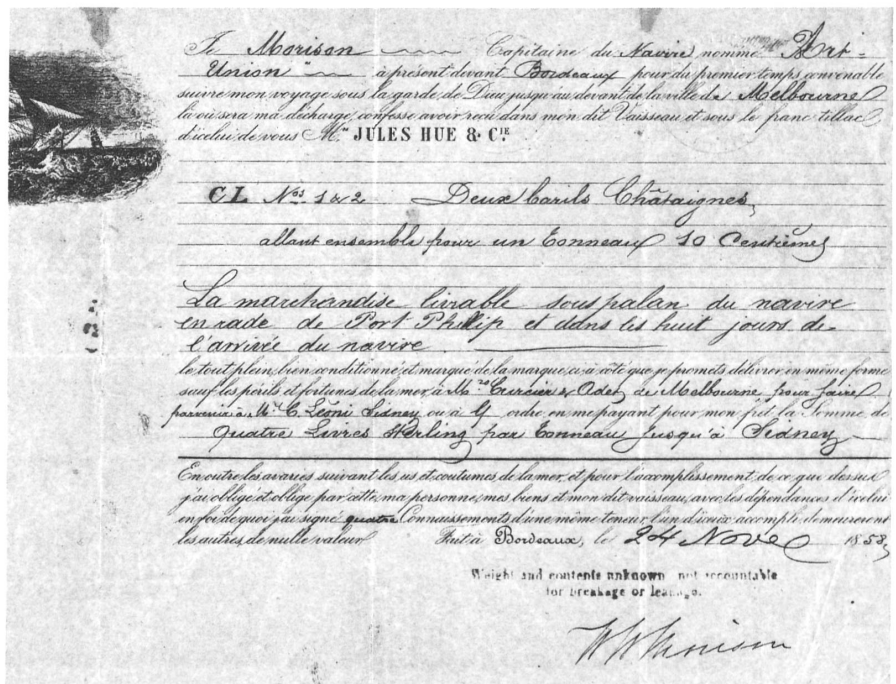 Je Morison Capitaine du Navire nommé Art-
Union" à présent devant Bordeaux pour du premier temps convenable
suivre mon voyage sous la garde de Dieu jusqu'au devant de la ville de Melbourne
là où sera ma décharge, confesse avoir reçu dans mon dit Vaisseau et sous le franc tillac
d'icelui de vous M.rs JULES HUE & C.IE
CL Nos 1 & 2 Deux barils Châtaignes,
allant ensemble pour un Tonneau 10 Centièmes
La marchandise livrable sous palan du navire
en rade de Port Phillip et dans les huit jours de
l'arrivée du navire
le tout plein, bien conditionné et marqué de la marque ci à côté que je promets délivrer en même forme
sauf les périls et fortunes de la mer, à M.rs Curcier & Adet de Melbourne pour faire
parvenir à Mr C. Léoni Sidney ou à ordre, en me payant pour mon fret la somme de
Quatre Livres Sterling par Tonneau jusqu'à Sidney
En outre les avaries suivant les us et coutumes de la mer, et pour l'accomplissement de ce que dessus
j'ai obligé et oblige par cette, ma personne, mes biens et mon dit vaisseau, avec les dépendances d'icelui
en foi de quoi j'ai signé quatre Connaissements d'une même teneur, l'un d'iceux accompli, demeureront
les autres de nulle valeur Fait à Bordeaux, le 24 Nove 1853
Weight and contents unknown not accountable
for breakage or leakage.
Morison